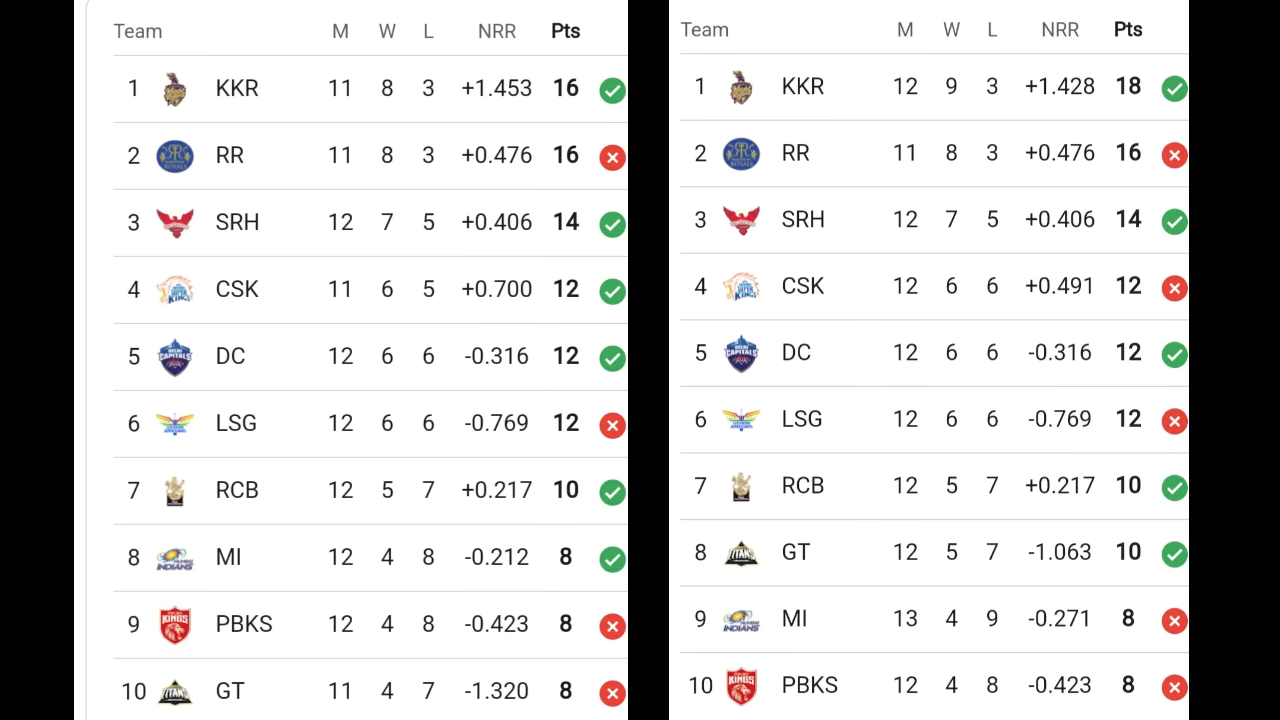 Team M W L NRR Pts
1 KKR 11 8 3 +1.453 16
2 RR 11 8 3 +0.476 16
3 SRH 12 7 5 +0.406 14
4 CSK 11 6 5 +0.700 12
5 DC 12 6 6 -0.316 12
6 LSG 12 6 6 -0.769 12
7 RCB 12 5 7 +0.217 10
8 MI 12 4 8 -0.212 8
9 PBKS 12 4 8 -0.423 8
10 GT 11 4 7 -1.320 8
Team M W L NRR Pts
1 KKR 12 9 3 +1.428 18
2 RR 11 8 3 +0.476 16
3 SRH 12 7 5 +0.406 14
4 CSK 12 6 6 +0.491 12
5 DC 12 6 6 -0.316 12
6 LSG 12 6 6 -0.769 12
7 RCB 12 5 7 +0.217 10
8 GT 12 5 7 -1.063 10
9 MI 13 4 9 -0.271 8
10 PBKS 12 4 8 -0.423 8